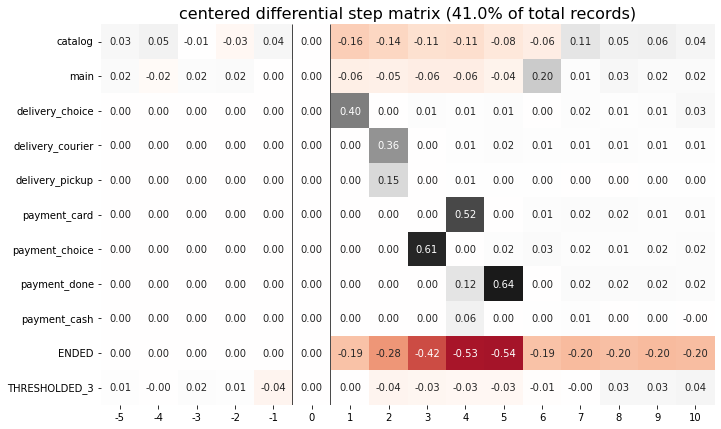 centered differential step matrix (41.0% of total records)
catalog 0.03 0.05 -0.01 -0.03 0.04 0.00 -0.16 -0.14 -0.11 -0.11 -0.08 -0.06 0.11 0.05 0.06 0.04
main 0.02 -0.02 0.02 0.02 0.00 0.00 -0.06 -0.05 -0.06 -0.06 -0.04 0.20 0.01 0.03 0.02 0.02
delivery_choice 0.00 0.00 0.00 0.00 0.00 0.00 0.40 0.00 0.01 0.01 0.01 0.00 0.02 0.01 0.01 0.03
delivery_courier 0.00 0.00 0.00 0.00 0.00 0.00 0.00 0.36 0.00 0.01 0.02 0.01 0.01 0.01 0.01 0.01
delivery_pickup 0.00 0.00 0.00 0.00 0.00 0.00 0.00 0.15 0.00 0.01 0.00 0.00 0.00 0.00 0.00 0.00
payment_card 0.00 0.00 0.00 0.00 0.00 0.00 0.00 0.00 0.00 0.52 0.00 0.01 0.02 0.02 0.01 0.01
payment_choice 0.00 0.00 0.00 0.00 0.00 0.00 0.00 0.00 0.61 0.00 0.02 0.03 0.02 0.01 0.02 0.02
payment_done 0.00 0.00 0.00 0.00 0.00 0.00 0.00 0.00 0.00 0.12 0.64 0.00 0.02 0.02 0.02 0.02
payment_cash 0.00 0.00 0.00 0.00 0.00 0.00 0.00 0.00 0.00 0.06 0.00 0.00 0.01 0.00 0.00 -0.00
ENDED 0.00 0.00 0.00 0.00 0.00 0.00 -0.19 -0.28 -0.42 -0.53 -0.54 -0.19 -0.20 -0.20 -0.20 -0.20
THRESHOLDED_3 0.01 -0.00 0.02 0.01 -0.04 0.00 0.00 -0.04 -0.03 -0.03 -0.03 -0.01 -0.00 0.03 0.03 0.04
-5 -4 -3 -2 -1 0 1 2 3 4 5 6 7 8 9 10